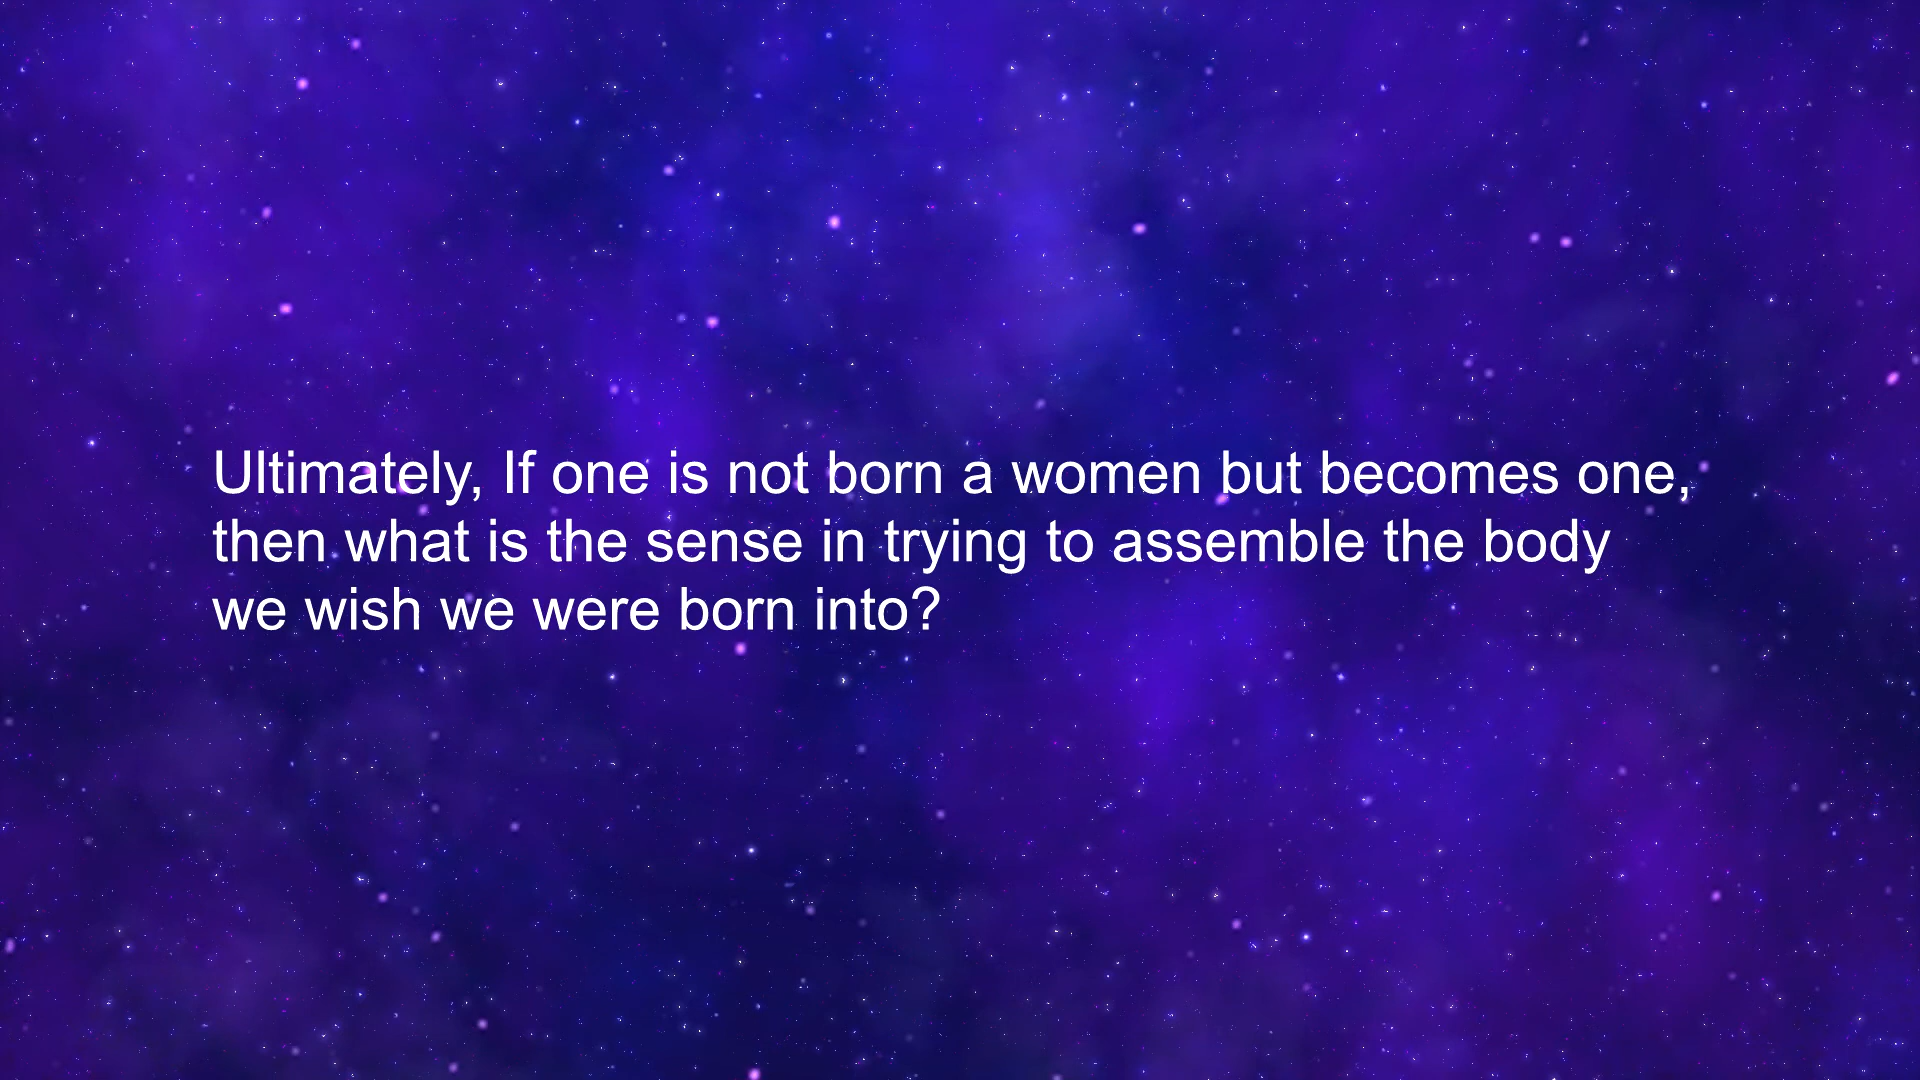 Ultimately, If one is not born a women but becomes one,
then what is the sense in trying to assemble the body
we wish we were born into?